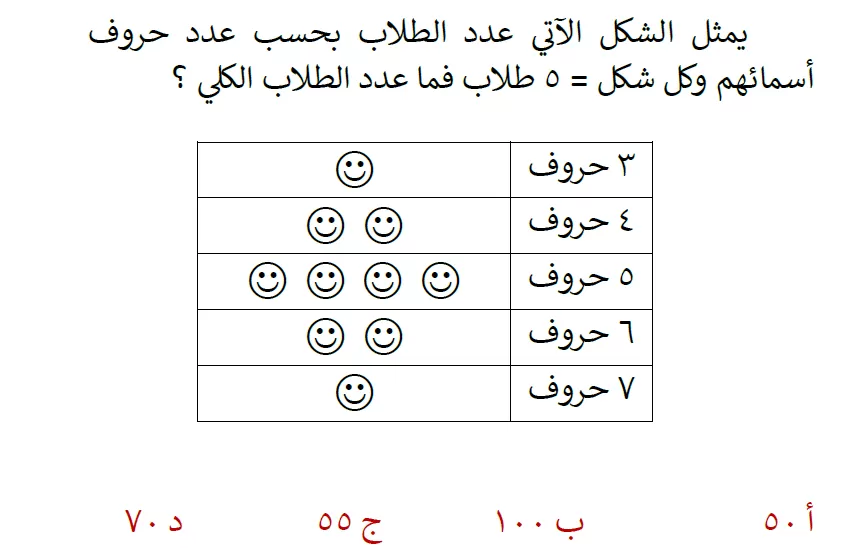 يمثل الشكل الآتي عدد الطلاب بحسب عدد حروف
أسمائهم وكل شكل = ٥ طلاب فما عدد الطلاب الكلي ؟
٣ حروف
٤ حروف
٥ حروف
٦ حروف
٧ حروف
أ ٥٠ ب ١٠٠ ج ٥٥ د ٧٠